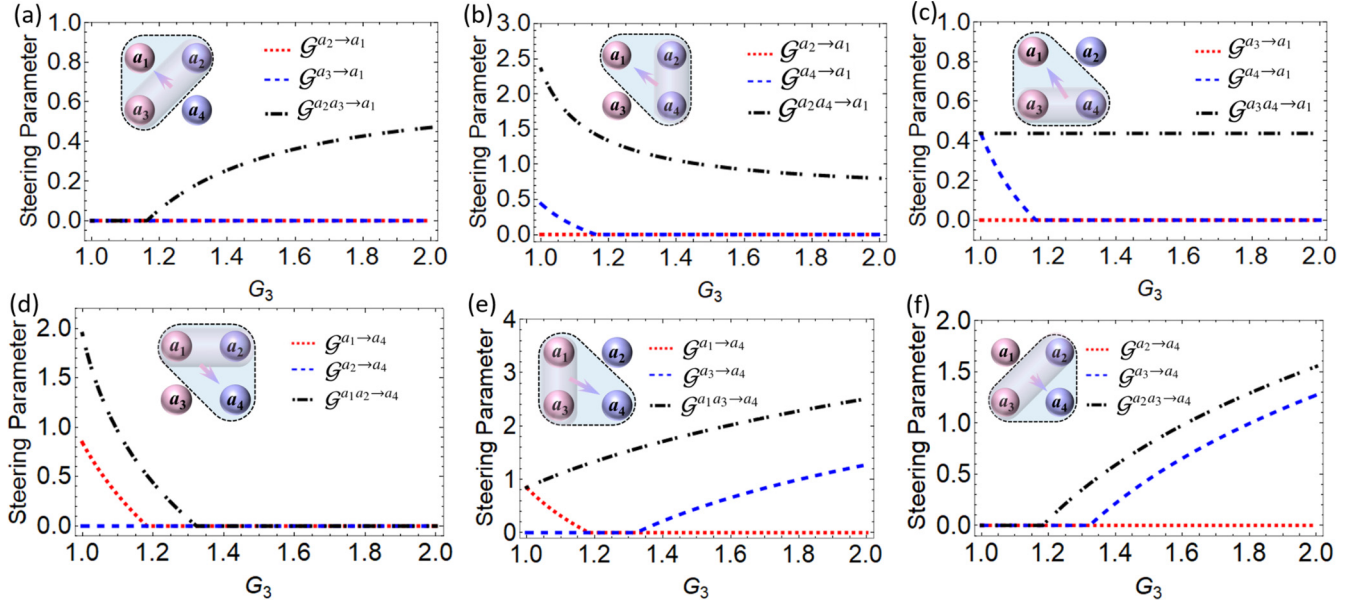 (a)
Steering Parameter
1.0
0.8
0.6
0.4
0.2
0.0
a₁
a₂
a₃
a₄
𝒢^{a₂→a₁}
𝒢^{a₃→a₁}
𝒢^{a₂a₃→a₁}
1.0 1.2 1.4 1.6 1.8 2.0
G₃
(b)
Steering Parameter
3.0
2.5
2.0
1.5
1.0
0.5
0.0
a₁
a₂
a₃
a₄
𝒢^{a₂→a₁}
𝒢^{a₄→a₁}
𝒢^{a₂a₄→a₁}
1.0 1.2 1.4 1.6 1.8 2.0
G₃
(c)
Steering Parameter
1.0
0.8
0.6
0.4
0.2
0.0
a₁
a₂
a₃
a₄
𝒢^{a₃→a₁}
𝒢^{a₄→a₁}
𝒢^{a₃a₄→a₁}
1.0 1.2 1.4 1.6 1.8 2.0
G₃
(d)
Steering Parameter
2.0
1.5
1.0
0.5
0.0
a₁
a₂
a₃
a₄
𝒢^{a₁→a₄}
𝒢^{a₂→a₄}
𝒢^{a₁a₂→a₄}
1.0 1.2 1.4 1.6 1.8 2.0
G₃
(e)
Steering Parameter
4
3
2
1
0
a₁
a₂
a₃
a₄
𝒢^{a₁→a₄}
𝒢^{a₃→a₄}
𝒢^{a₁a₃→a₄}
1.0 1.2 1.4 1.6 1.8 2.0
G₃
(f)
Steering Parameter
2.0
1.5
1.0
0.5
0.0
a₁
a₂
a₃
a₄
𝒢^{a₂→a₄}
𝒢^{a₃→a₄}
𝒢^{a₂a₃→a₄}
1.0 1.2 1.4 1.6 1.8 2.0
G₃